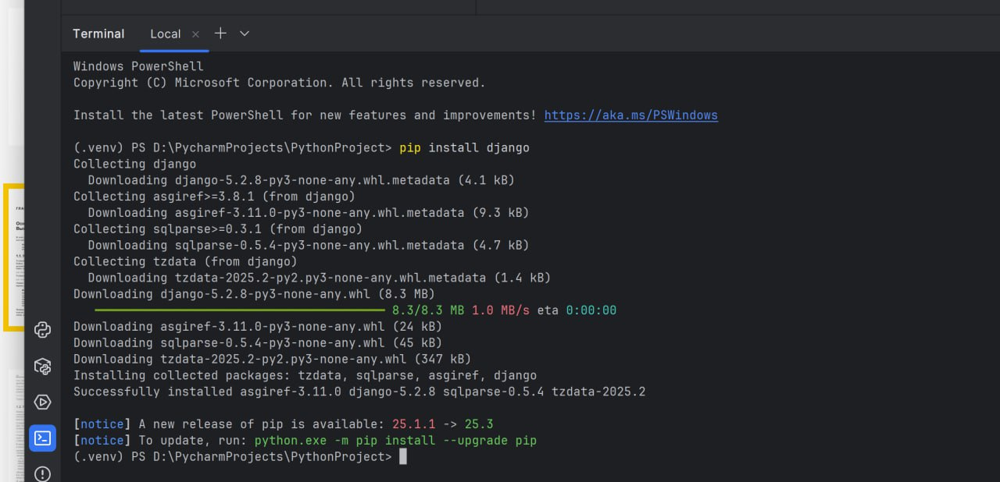 Terminal Local
Windows PowerShell
Copyright (C) Microsoft Corporation. All rights reserved.
Install the latest PowerShell for new features and improvements! https://aka.ms/PSWindows
(.venv) PS D:\PycharmProjects\PythonProject> pip install django
Collecting django
Downloading django-5.2.8-py3-none-any.whl.metadata (4.1 kB)
Collecting asgiref>=3.8.1 (from django)
Downloading asgiref-3.11.0-py3-none-any.whl.metadata (9.3 kB)
Collecting sqlparse>=0.3.1 (from django)
Downloading sqlparse-0.5.4-py3-none-any.whl.metadata (4.7 kB)
Collecting tzdata (from django)
Downloading tzdata-2025.2-py2.py3-none-any.whl.metadata (1.4 kB)
Downloading django-5.2.8-py3-none-any.whl (8.3 MB)
8.3/8.3 MB 1.0 MB/s eta 0:00:00
Downloading asgiref-3.11.0-py3-none-any.whl (24 kB)
Downloading sqlparse-0.5.4-py3-none-any.whl (45 kB)
Downloading tzdata-2025.2-py2.py3-none-any.whl (347 kB)
Installing collected packages: tzdata, sqlparse, asgiref, django
Successfully installed asgiref-3.11.0 django-5.2.8 sqlparse-0.5.4 tzdata-2025.2
[notice] A new release of pip is available: 25.1.1 -> 25.3
[notice] To update, run: python.exe -m pip install --upgrade pip
(.venv) PS D:\PycharmProjects\PythonProject>